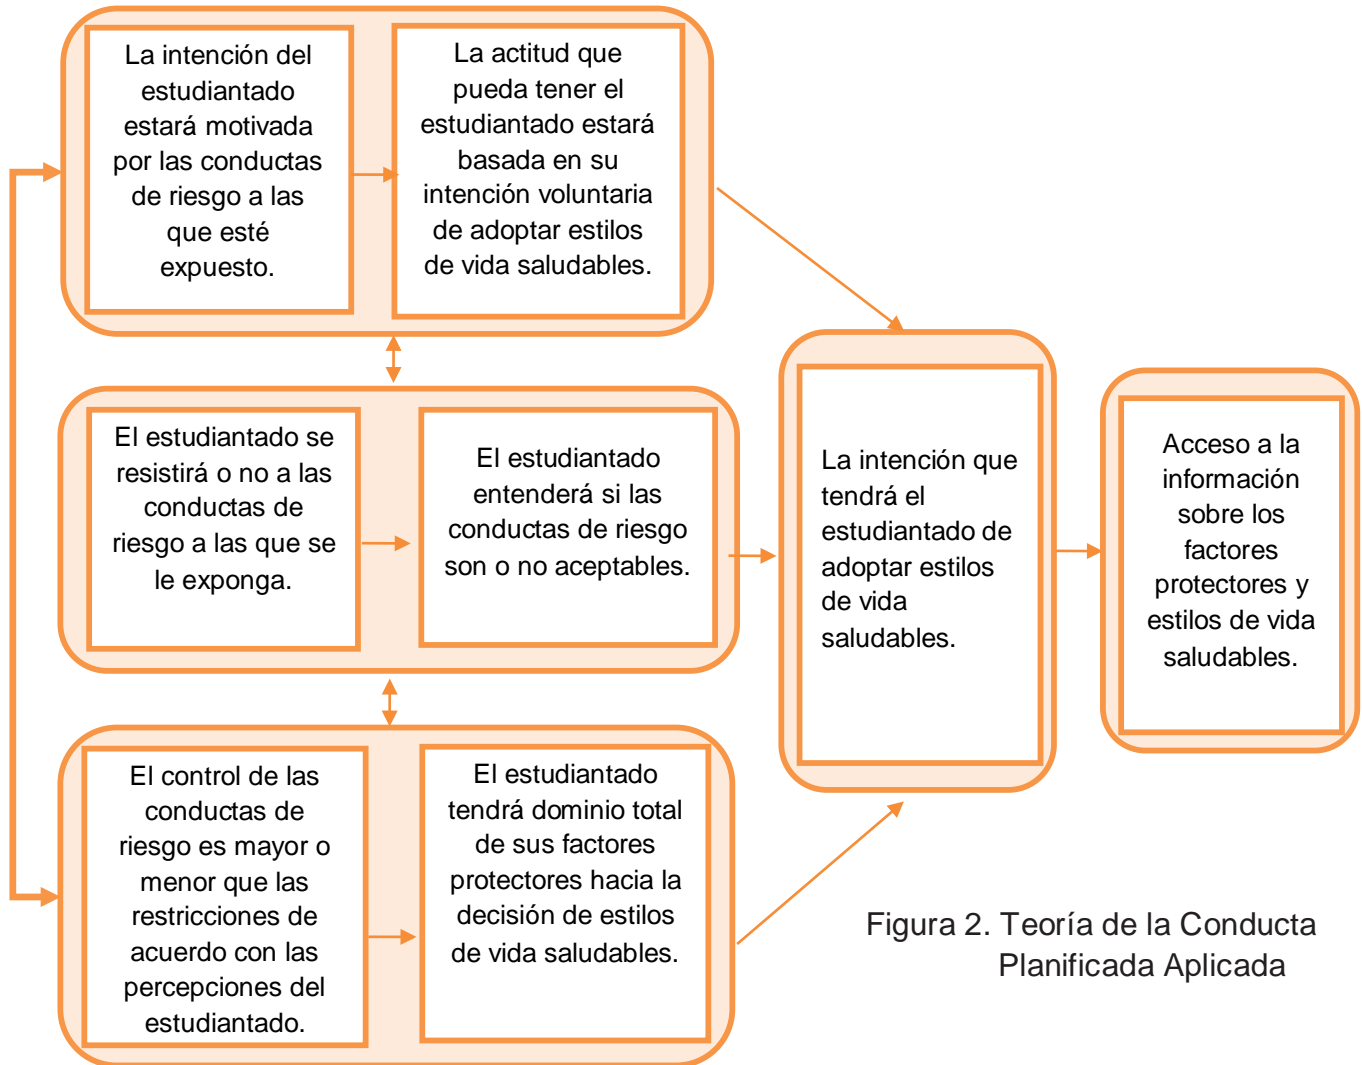 La intención del
estudiantado
estará motivada
por las conductas
de riesgo a las
que esté
expuesto.
La actitud que
pueda tener el
estudiantado estará
basada en su
intención voluntaria
de adoptar estilos
de vida saludables.
El estudiantado se
resistirá o no a las
conductas de
riesgo a las que se
le exponga.
El estudiantado
entenderá si las
conductas de riesgo
son o no aceptables.
El control de las
conductas de
riesgo es mayor o
menor que las
restricciones de
acuerdo con las
percepciones del
estudiantado.
El estudiantado
tendrá dominio total
de sus factores
protectores hacia la
decisión de estilos
de vida saludables.
La intención que
tendrá el
estudiantado de
adoptar estilos
de vida
saludables.
Acceso a la
información
sobre los
factores
protectores y
estilos de vida
saludables.
Figura 2. Teoría de la Conducta
Planificada Aplicada